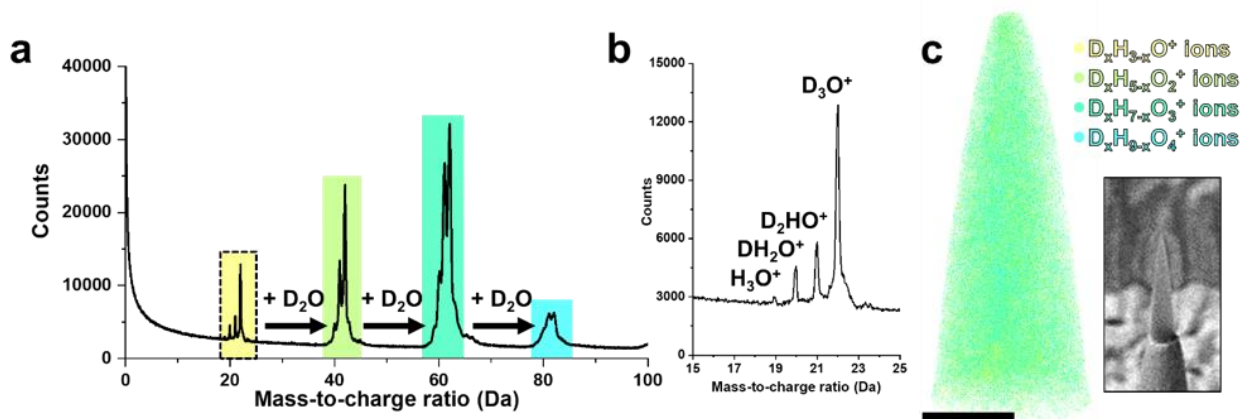 a
40000
30000
20000
10000
0
Counts
+ D₂O
+ D₂O
+ D₂O
0
20
40
60
80
100
Mass-to-charge ratio (Da)
b
15000
12000
9000
6000
3000
0
Counts
D₃O⁺
D₂HO⁺
DH₂O⁺
H₃O⁺
15
17
19
21
23
25
Mass-to-charge ratio (Da)
c
DₓH₃₋ₓO⁺ ions
DₓH₅₋ₓO₂⁺ ions
DₓH₇₋ₓO₃⁺ ions
DₓH₉₋ₓO₄⁺ ions